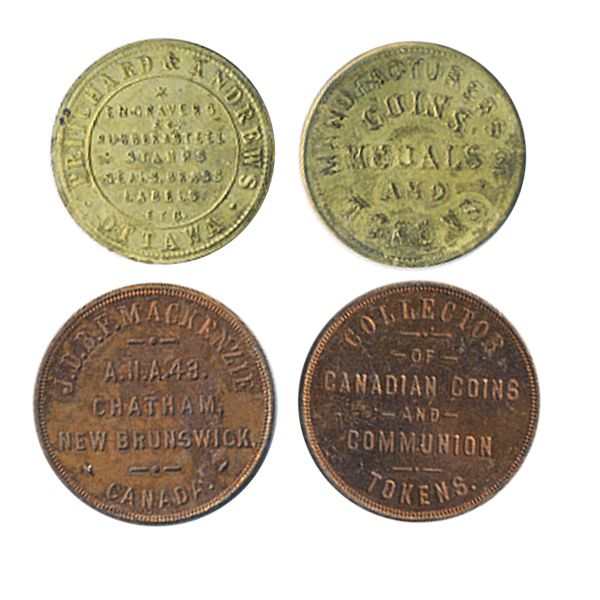 PRITCHARD & ANDREWS
ENGRAVERS,
RUBBER & STEEL
STAMPS
SEALS, BRASS
LABELS
ETC.
OTTAWA
MANUFACTURERS OF
COINS,
MEDALS
AND
TOKENS
J.D.B.F. MACKENZIE
A.N.A. 43.
CHATHAM,
NEW BRUNSWICK,
CANADA.
COLLECTOR
OF
CANADIAN COINS
AND
COMMUNION
TOKENS.